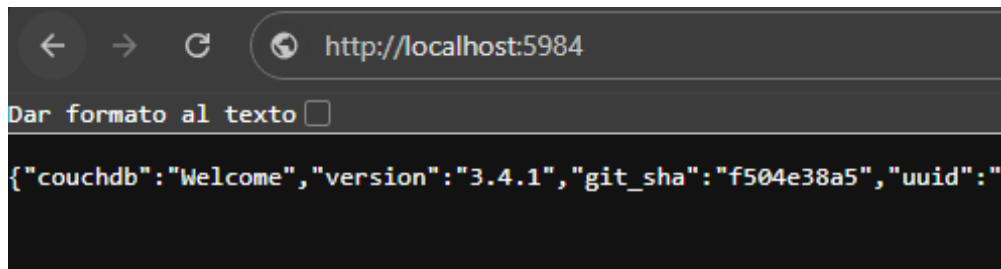 http://localhost:5984
Dar formato al texto
{"couchdb":"Welcome","version":"3.4.1","git_sha":"f504e38a5","uuid":"